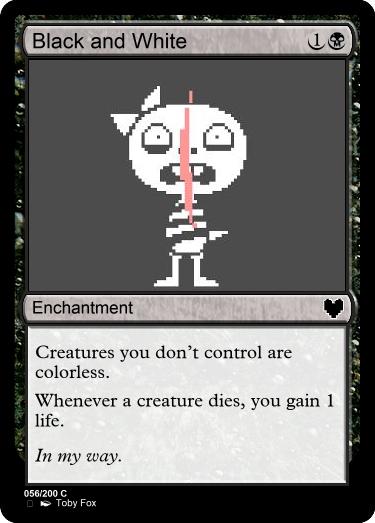 Black and White 1
Enchantment
Creatures you don't control are
colorless.
Whenever a creature dies, you gain 1
life.
In my way.
056/200 C
Toby Fox